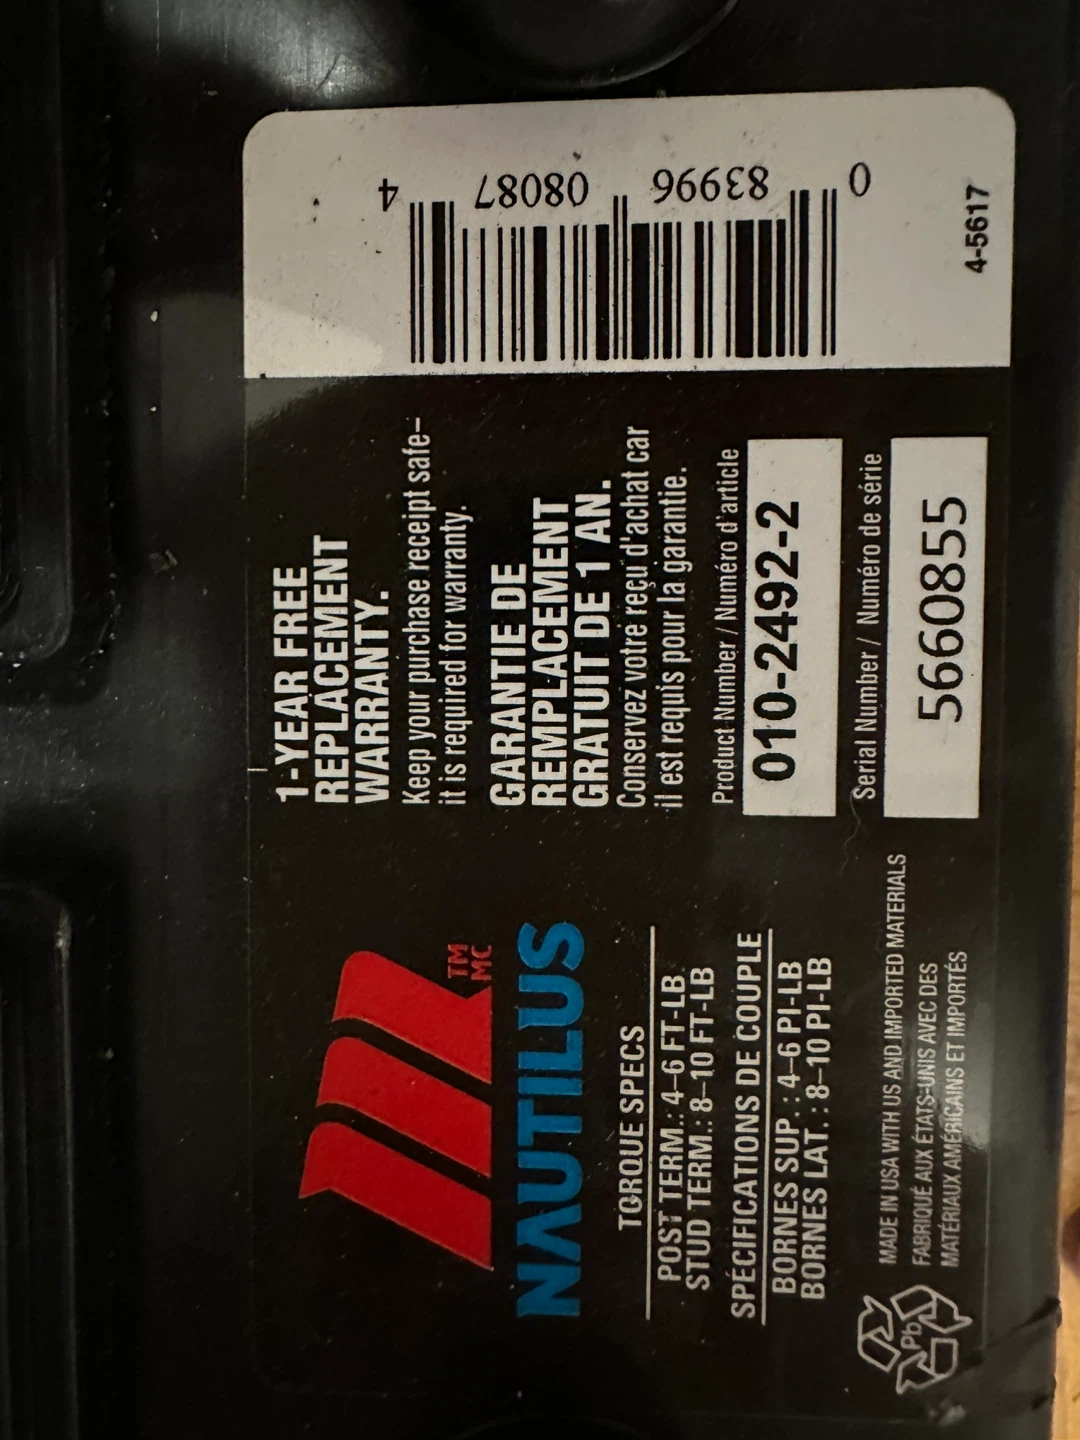 NAUTILUS
TM
MC
TORQUE SPECS
POST TERM.: 4–6 FT-LB
STUD TERM.: 8–10 FT-LB
SPÉCIFICATIONS DE COUPLE
BORNES SUP. : 4–6 PI-LB
BORNES LAT. : 8–10 PI-LB
Pb
MADE IN USA WITH US AND IMPORTED MATERIALS
FABRIQUÉ AUX ÉTATS-UNIS AVEC DES
MATÉRIAUX AMÉRICAINS ET IMPORTÉS
1-YEAR FREE
REPLACEMENT
WARRANTY.
Keep your purchase receipt safe–
it is required for warranty.
GARANTIE DE
REMPLACEMENT
GRATUIT DE 1 AN.
Conservez votre reçu d'achat car
il est requis pour la garantie.
Product Number / Numéro d'article
010-2492-2
Serial Number / Numéro de série
5660855
0 83996 08087 4
4-5617